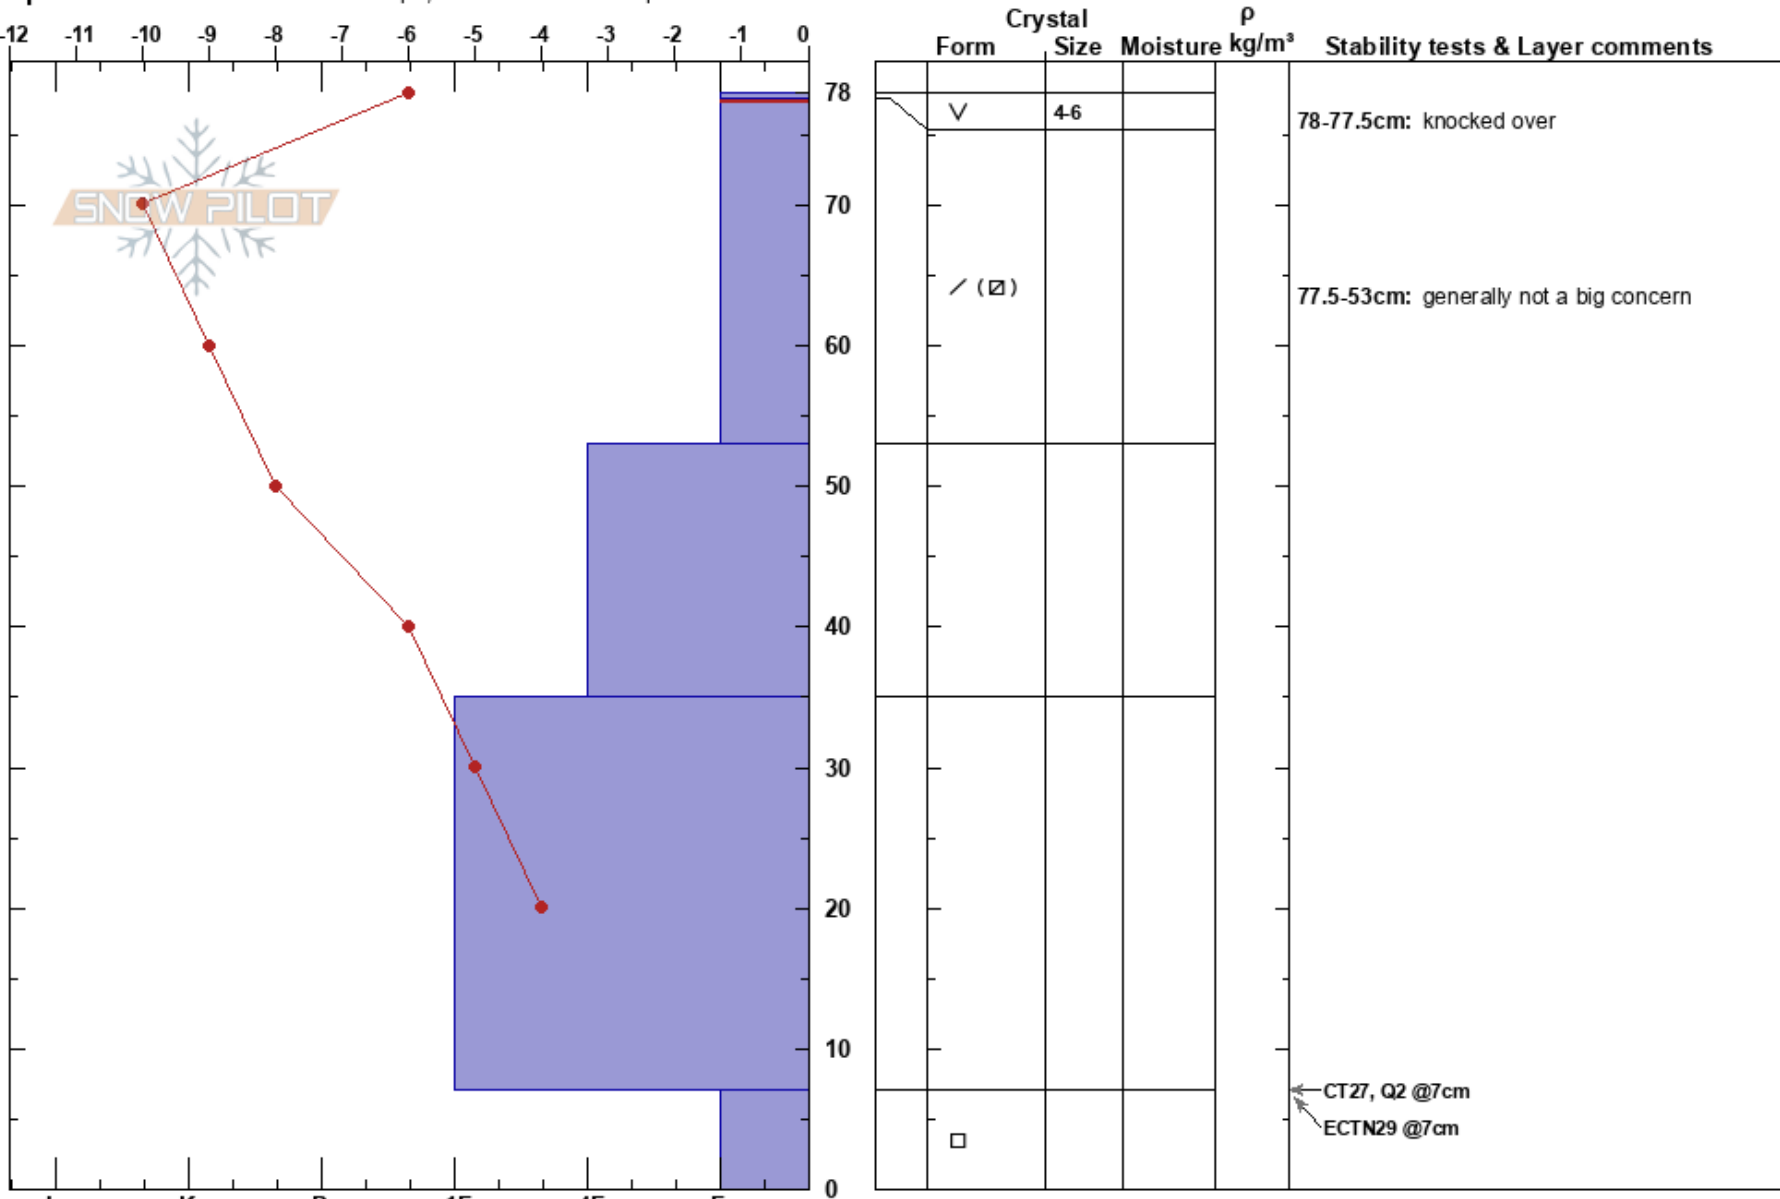 Crystal ρ
-12 -11 -10 -9 -8 -7 -6 -5 -4 -3 -2 -1 0 Form Size Moisture kg/m³ Stability tests & Layer comments
78
4-6
78-77.5cm: knocked over
SNOW PILOT
70
77.5-53cm: generally not a big concern
60
50
40
30
20
10
CT27, Q2 @7cm
ECTN29 @7cm
0